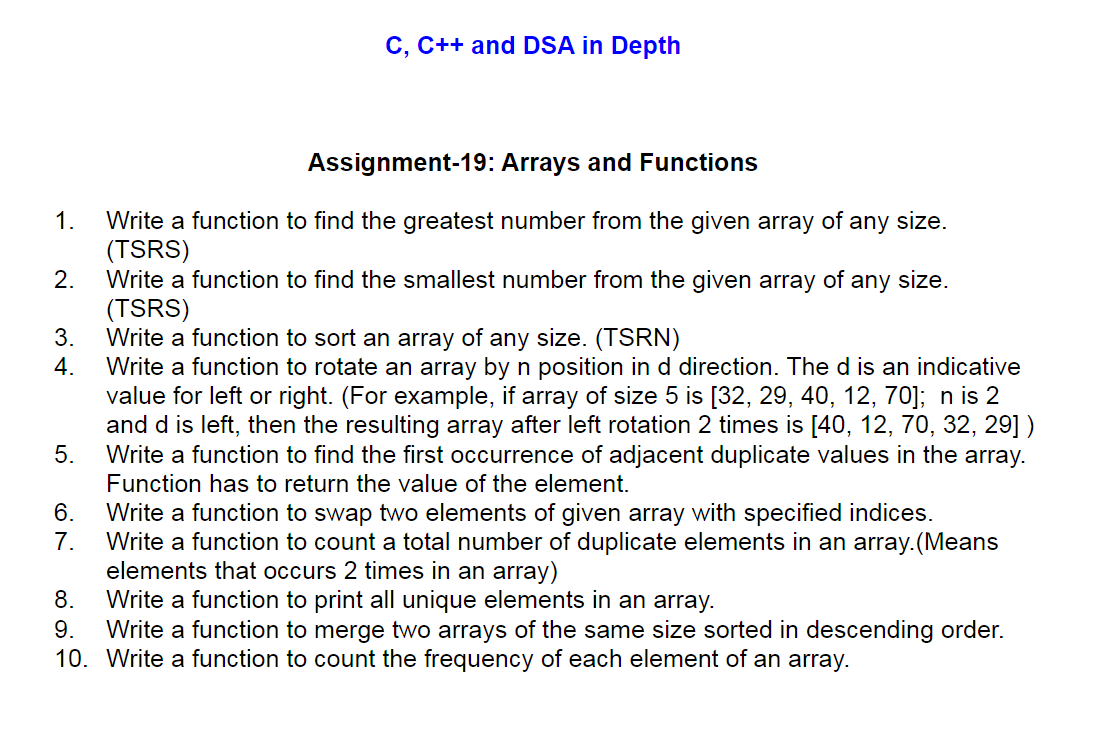 C, C++ and DSA in Depth
Assignment-19: Arrays and Functions
1. Write a function to find the greatest number from the given array of any size.
(TSRS)
2. Write a function to find the smallest number from the given array of any size.
(TSRS)
3. Write a function to sort an array of any size. (TSRN)
4. Write a function to rotate an array by n position in d direction. The d is an indicative
value for left or right. (For example, if array of size 5 is [32, 29, 40, 12, 70]; n is 2
and d is left, then the resulting array after left rotation 2 times is [40, 12, 70, 32, 29] )
5. Write a function to find the first occurrence of adjacent duplicate values in the array.
Function has to return the value of the element.
6. Write a function to swap two elements of given array with specified indices.
7. Write a function to count a total number of duplicate elements in an array.(Means
elements that occurs 2 times in an array)
8. Write a function to print all unique elements in an array.
9. Write a function to merge two arrays of the same size sorted in descending order.
10. Write a function to count the frequency of each element of an array.